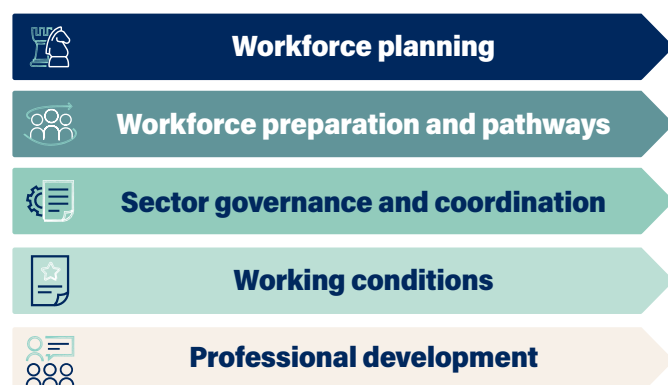 Workforce planning
Workforce preparation and pathways
Sector governance and coordination
Working conditions
Professional development